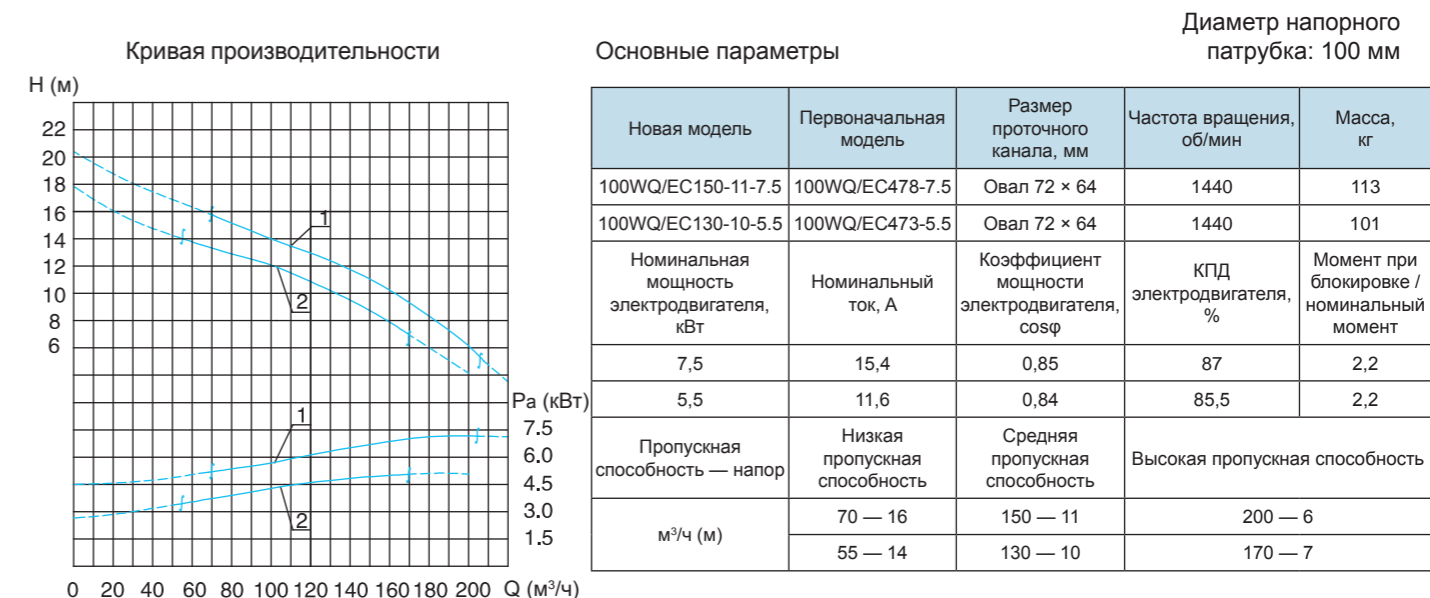 Кривая производительности
Основные параметры
Диаметр напорного
патрубка: 100 мм
H (м)
22
20
18
16
14
12
10
8
6
1
2
Pa (кВт)
7.5
6.0
4.5
3.0
1.5
1
2
0 20 40 60 80 100 120 140 160 180 200 Q (м³/ч)
Новая модель
Первоначальная
модель
Размер
проточного
канала, мм
Частота вращения,
об/мин
Масса,
кг
100WQ/EC150-11-7.5 100WQ/EC478-7.5 Овал 72 × 64 1440 113
100WQ/EC130-10-5.5 100WQ/EC473-5.5 Овал 72 × 64 1440 101
Номинальная
мощность
электродвигателя,
кВт
Номинальный
ток, А
Коэффициент
мощности
электродвигателя,
cosφ
КПД
электродвигателя,
%
Момент при
блокировке /
номинальный
момент
7,5 15,4 0,85 87 2,2
5,5 11,6 0,84 85,5 2,2
Пропускная
способность — напор
Низкая
пропускная
способность
Средняя
пропускная
способность
Высокая пропускная способность
м³/ч (м)
70 — 16 150 — 11 200 — 6
55 — 14 130 — 10 170 — 7